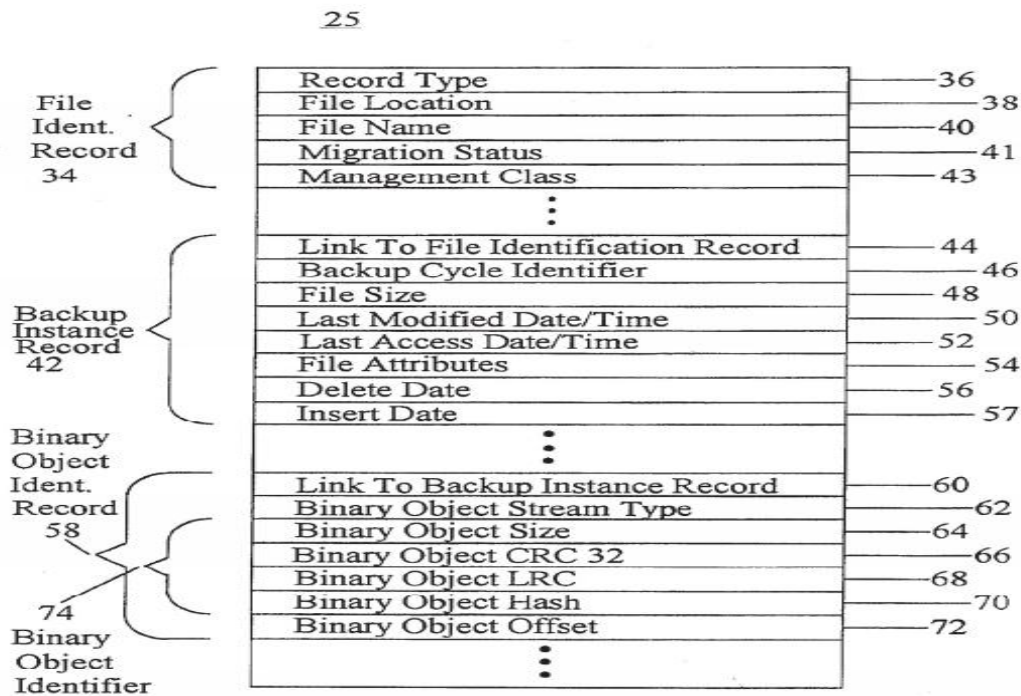 25
File
Ident.
Record
34
Record Type
36
File Location
38
File Name
40
Migration Status
41
Management Class
43
Backup
Instance
Record
42
Link To File Identification Record
44
Backup Cycle Identifier
46
File Size
48
Last Modified Date/Time
50
Last Access Date/Time
52
File Attributes
54
Delete Date
56
Insert Date
57
Binary
Object
Ident.
Record
58
Link To Backup Instance Record
60
Binary Object Stream Type
62
Binary Object Size
64
Binary Object CRC 32
66
Binary Object LRC
68
Binary Object Hash
70
Binary Object Offset
72
74
Binary
Object
Identifier